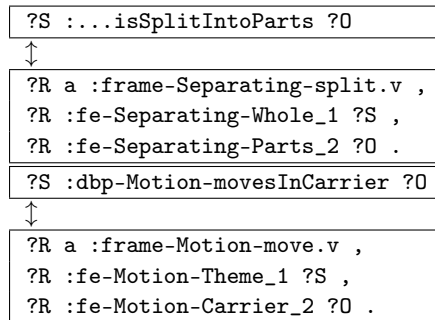 ?S :...isSplitIntoParts ?O
↕
?R a :frame-Separating-split.v ,
?R :fe-Separating-Whole_1 ?S ,
?R :fe-Separating-Parts_2 ?O .
?S :dbp-Motion-movesInCarrier ?O
↕
?R a :frame-Motion-move.v ,
?R :fe-Motion-Theme_1 ?S ,
?R :fe-Motion-Carrier_2 ?O .